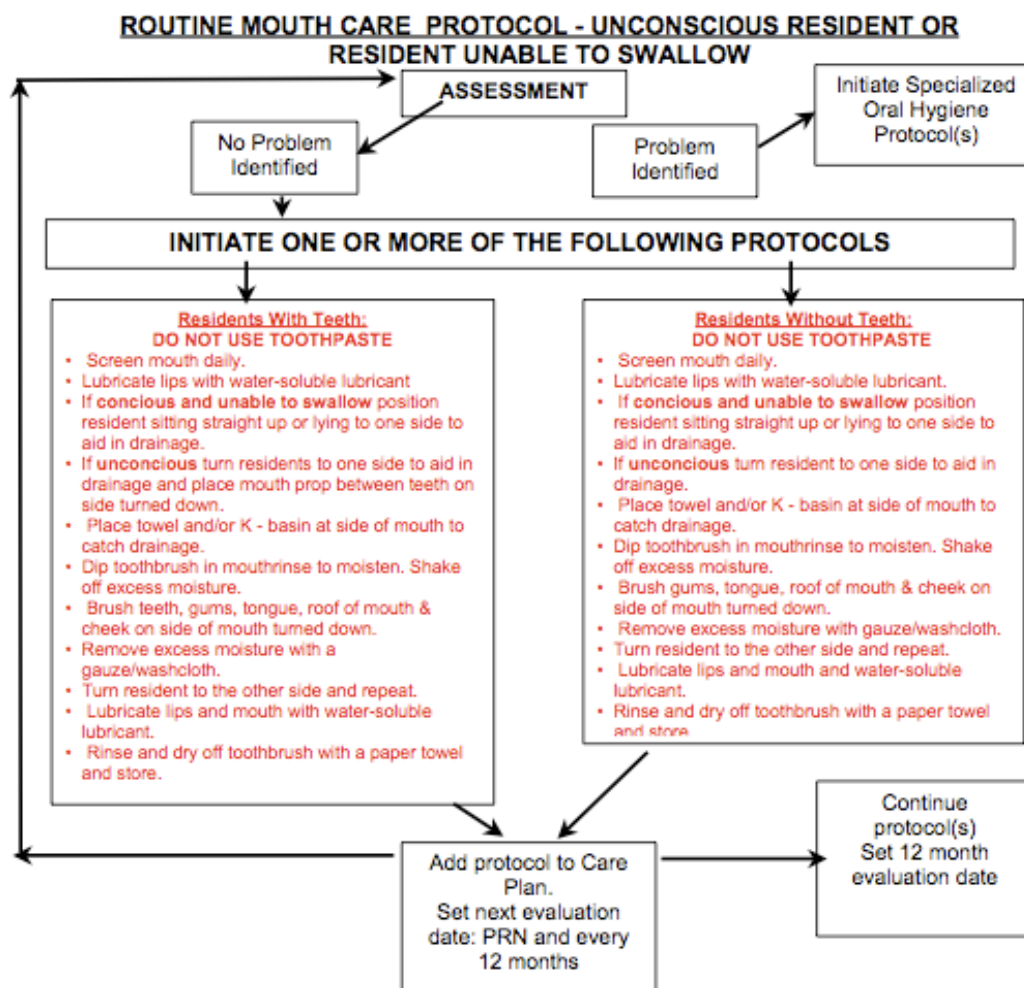 ROUTINE MOUTH CARE PROTOCOL - UNCONSCIOUS RESIDENT OR
RESIDENT UNABLE TO SWALLOW
ASSESSMENT
Initiate Specialized
Oral Hygiene
Protocol(s)
No Problem
Identified
Problem
Identified
INITIATE ONE OR MORE OF THE FOLLOWING PROTOCOLS
Residents With Teeth:
DO NOT USE TOOTHPASTE
• Screen mouth daily.
• Lubricate lips with water-soluble lubricant
• If concious and unable to swallow position
resident sitting straight up or lying to one side to
aid in drainage.
• If unconcious turn residents to one side to aid in
drainage and place mouth prop between teeth on
side turned down.
• Place towel and/or K - basin at side of mouth to
catch drainage.
• Dip toothbrush in mouthrinse to moisten. Shake
off excess moisture.
• Brush teeth, gums, tongue, roof of mouth &
cheek on side of mouth turned down.
• Remove excess moisture with a
gauze/washcloth.
• Turn resident to the other side and repeat.
• Lubricate lips and mouth with water-soluble
lubricant.
• Rinse and dry off toothbrush with a paper towel
and store.
Residents Without Teeth:
DO NOT USE TOOTHPASTE
• Screen mouth daily.
• Lubricate lips with water-soluble lubricant.
• If concious and unable to swallow position
resident sitting straight up or lying to one side to
aid in drainage.
• If unconcious turn resident to one side to aid in
drainage.
• Place towel and/or K - basin at side of mouth to
catch drainage.
• Dip toothbrush in mouthrinse to moisten. Shake
off excess moisture.
• Brush gums, tongue, roof of mouth & cheek on
side of mouth turned down.
• Remove excess moisture with gauze/washcloth.
• Turn resident to the other side and repeat.
• Lubricate lips and mouth and water-soluble
lubricant.
• Rinse and dry off toothbrush with a paper towel
and store
Add protocol to Care
Plan.
Set next evaluation
date: PRN and every
12 months
Continue
protocol(s)
Set 12 month
evaluation date